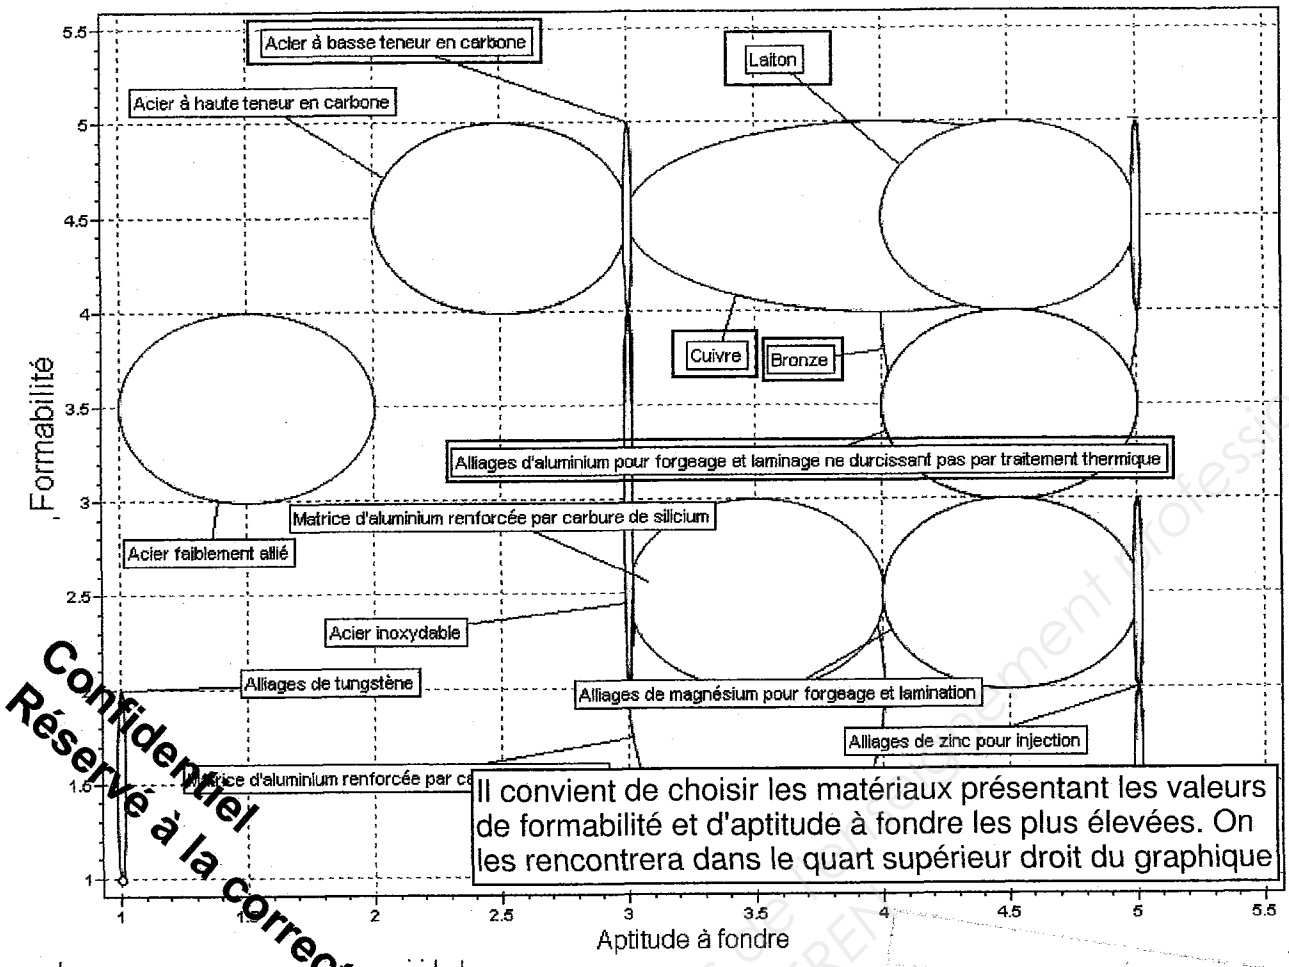 5.5
Acier à basse teneur en carbone
Laiton
Acier à haute teneur en carbone
5
4.5
4
Cuivre
Bronze
Formabilité
3.5
Alliages d'aluminium pour forgeage et laminage ne durcissant pas par traitement thermique
3
Matrice d'aluminium renforcée par carbure de silicium
Acier faiblement allié
2.5
Acier inoxydable
Alliages de tungstène
Alliages de magnésium pour forgeage et lamination
Alliages de zinc pour injection
Matrice d'aluminium renforcée par
1.5
Il convient de choisir les matériaux présentant les valeurs
de formabilité et d'aptitude à fondre les plus élevées. On
les rencontrera dans le quart supérieur droit du graphique
1
1 1.5 2 2.5 3 3.5 4 4.5 5 5.5
Aptitude à fondre
Confidentiel
Réservé à la